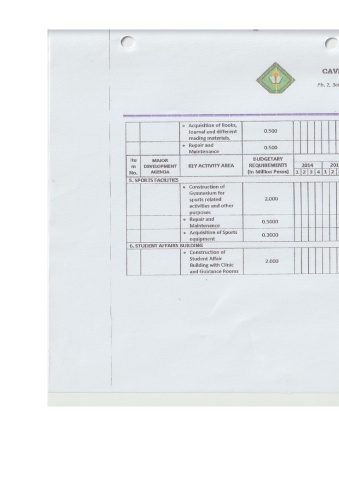 CAV
Ph. 2, Bo
• Acquisition of Books,
Journal and different
reading materials.
0.500
• Repair and
Maintenance
0.500
Ite
m
No.
MAJOR
DEVELOPMENT
AGENDA
KEY ACTIVITY AREA
BUDGETARY
REQUIREMENTS
(in Million Pesos)
2014
201
1 2 3 4 1 2
5. SPORTS FACILITIES
• Construction of
Gymnasium for
sports related
activities and other
purposes
2.000
• Repair and
Maintenance
0.5000
• Acquisition of Sports
equipment
0.3000
6. STUDENT AFFAIRS BUILDING
• Construction of
Student Affair
Building with Clinic
and Guidance Rooms
2.000